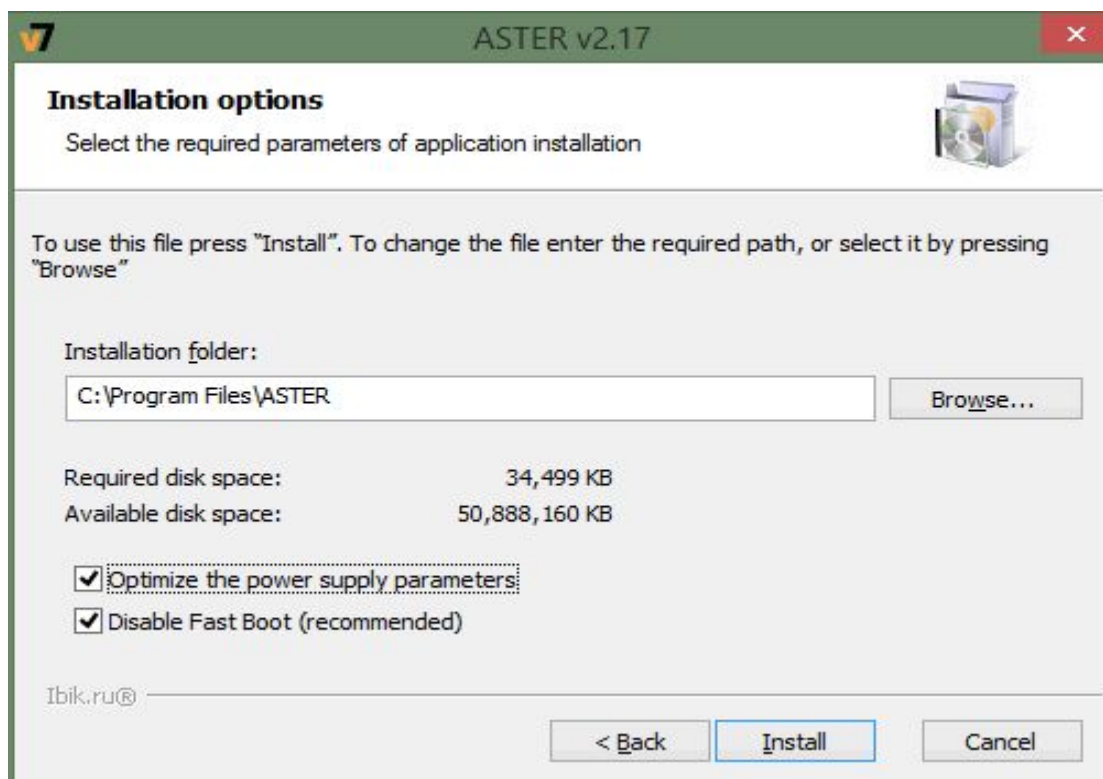 v7
ASTER v2.17
Installation options
Select the required parameters of application installation
To use this file press “Install”. To change the file enter the required path, or select it by pressing
“Browse”
Installation folder:
C:\Program Files\ASTER
Browse...
Required disk space: 34,499 KB
Available disk space: 50,888,160 KB
Optimize the power supply parameters
Disable Fast Boot (recommended)
Ibik.ru®
< Back Install Cancel